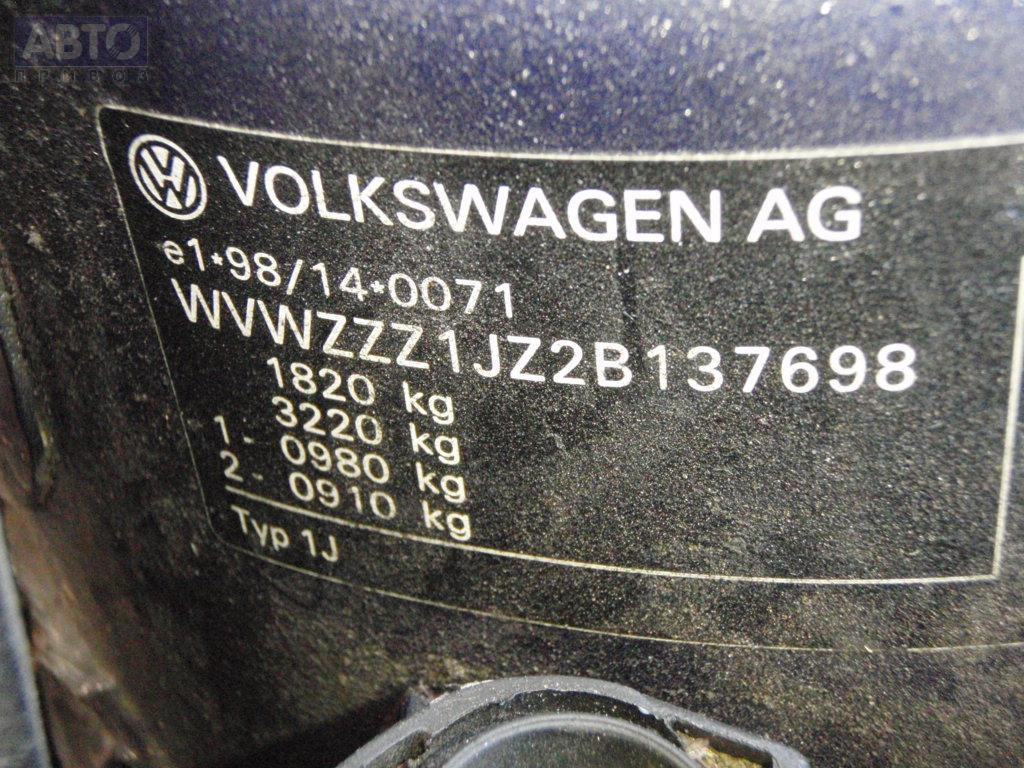 АВТО
ПРИВОЗ
VOLKSWAGEN AG
e1*98/14*0071
WVWZZZ1JZ2B137698
1820 kg
3220 kg
1- 0980 kg
2- 0910 kg
Typ 1J